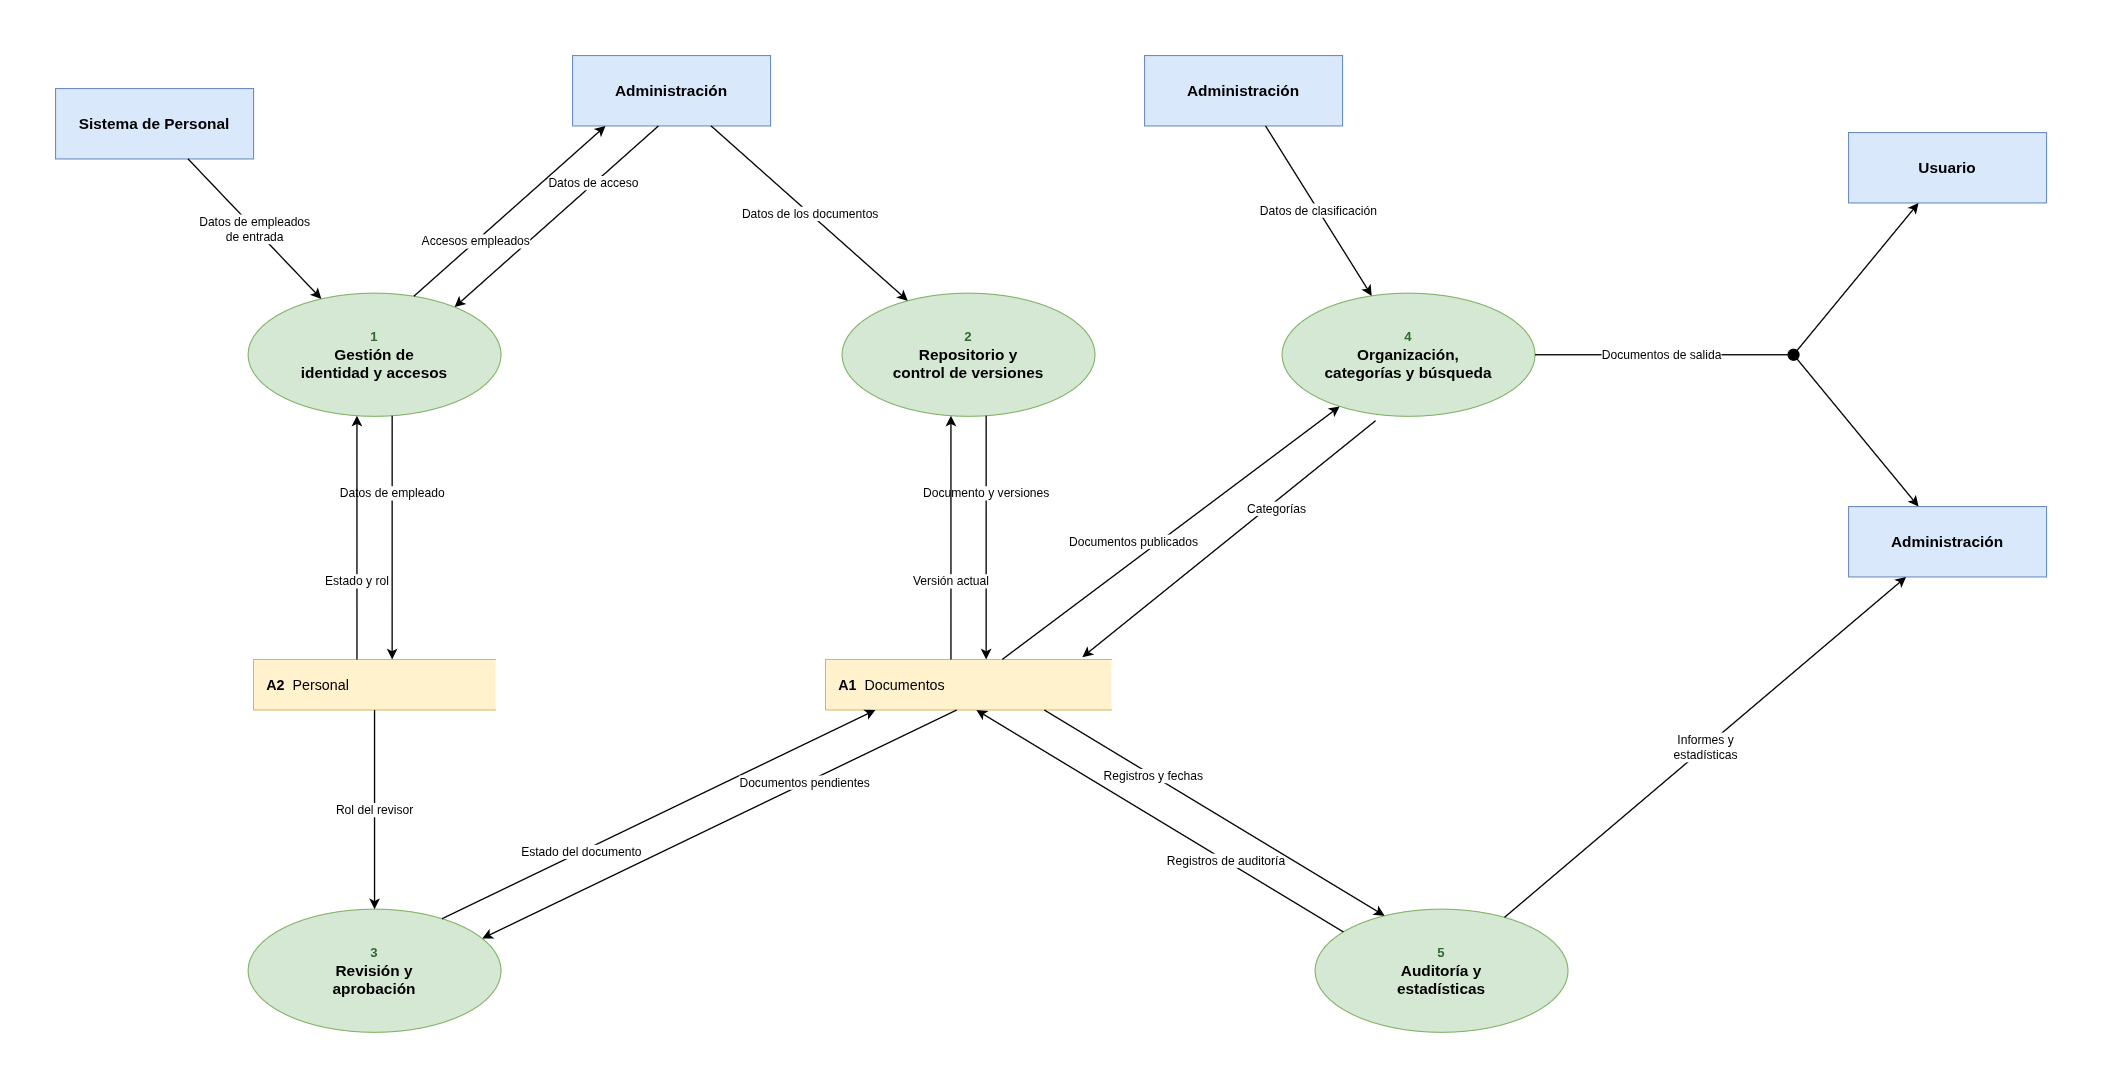 Administración
Administración
Sistema de Personal
Usuario
Datos de acceso
Datos de clasificación
Datos de los documentos
Datos de empleados
de entrada
Accesos empleados
1
Gestión de
identidad y accesos
2
Repositorio y
control de versiones
4
Organización,
categorías y búsqueda
Documentos de salida
Datos de empleado
Documento y versiones
Categorías
Documentos publicados
Administración
Estado y rol
Versión actual
A2 Personal
A1 Documentos
Informes y
estadísticas
Registros y fechas
Documentos pendientes
Rol del revisor
Estado del documento
Registros de auditoría
3
Revisión y
aprobación
5
Auditoría y
estadísticas